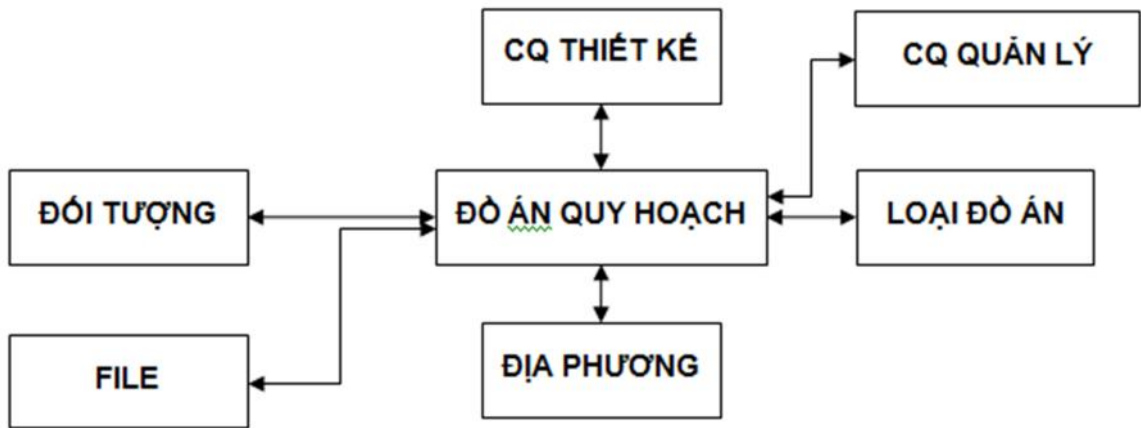 CQ THIẾT KẾ
CQ QUẢN LÝ
ĐỐI TƯỢNG
ĐỒ ÁN QUY HOẠCH
LOẠI ĐỒ ÁN
FILE
ĐỊA PHƯƠNG